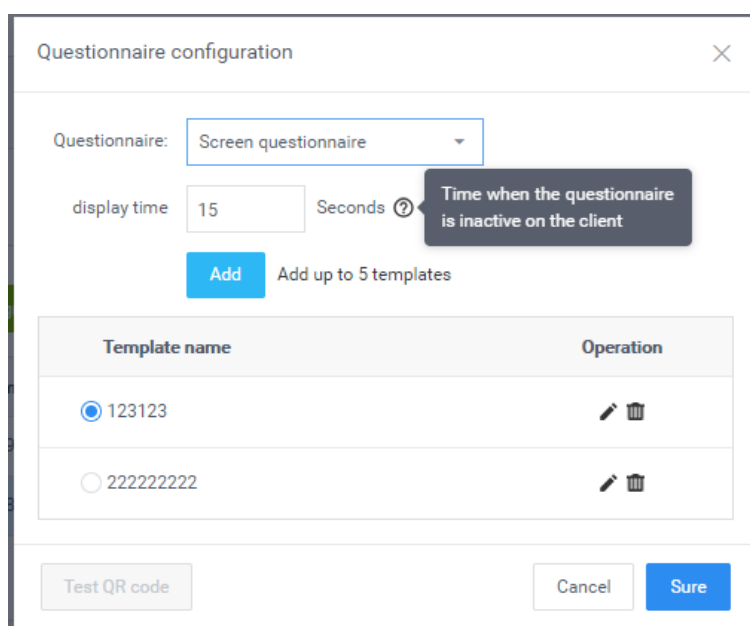 Questionnaire configuration
Questionnaire: Screen questionnaire
display time 15 Seconds
Time when the questionnaire
is inactive on the client
Add Add up to 5 templates
Template name Operation
123123
222222222
Test QR code Cancel Sure